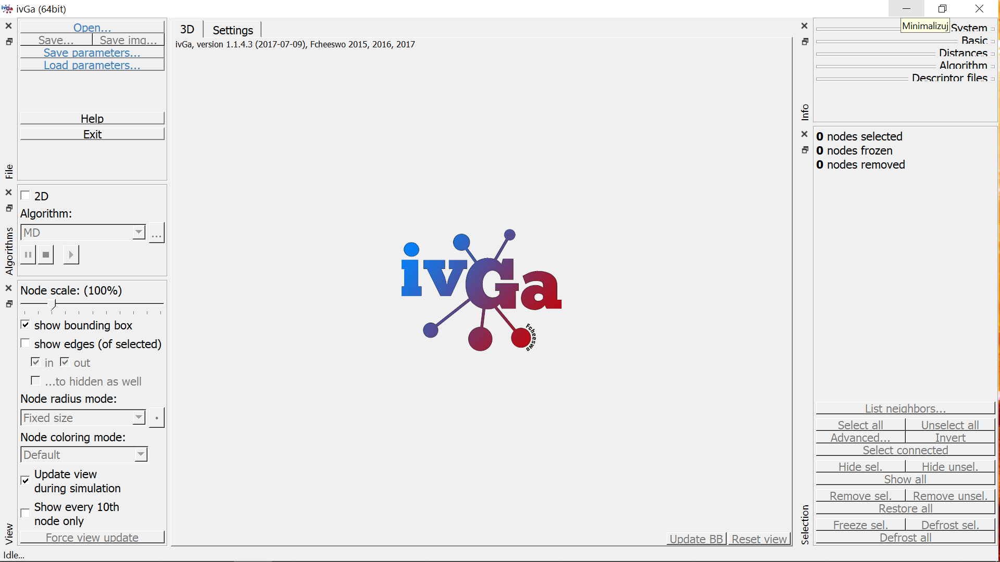 ivGa (64bit)
Open...
Save...
Save img...
Save parameters...
Load parameters...
Help
Exit
File
2D
Algorithm:
MD
...
Algorithms
Node scale: (100%)
show bounding box
show edges (of selected)
in
out
...to hidden as well
Node radius mode:
Fixed size
Node coloring mode:
Default
Update view
during simulation
Show every 10th
node only
Force view update
View
Idle...
3D
Settings
ivGa, version 1.1.4.3 (2017-07-09), Fcheeswo 2015, 2016, 2017
ivGa
Fcheeswo
Update BB
Reset view
Minimalizuj
System
Basic
Distances
Algorithm
Descriptor files
Info
0 nodes selected
0 nodes frozen
0 nodes removed
List neighbors...
Select all
Unselect all
Advanced...
Invert
Select connected
Hide sel.
Hide unsel.
Show all
Remove sel.
Remove unsel.
Restore all
Freeze sel.
Defrost sel.
Defrost all
Selection